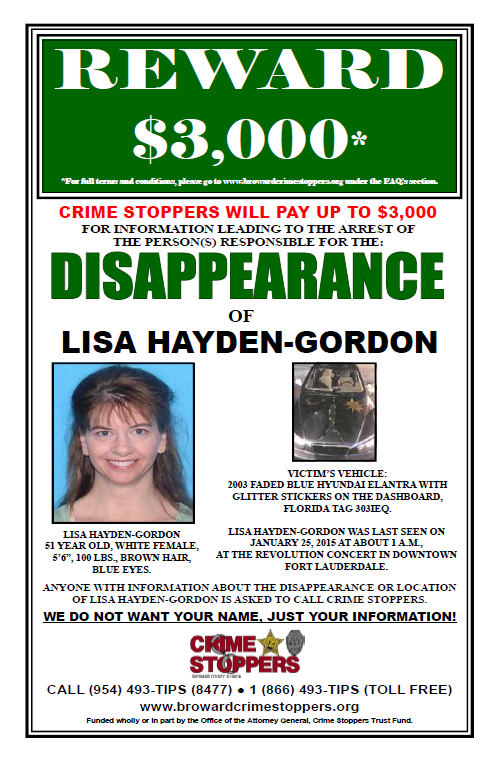 REWARD
$3,000*
*For full terms and conditions, please go to www.browardcrimestoppers.org under the FAQ's section.
CRIME STOPPERS WILL PAY UP TO $3,000
FOR INFORMATION LEADING TO THE ARREST OF
THE PERSON(S) RESPONSIBLE FOR THE:
DISAPPEARANCE
OF
LISA HAYDEN-GORDON
LISA HAYDEN-GORDON
51 YEAR OLD, WHITE FEMALE,
5'6", 100 LBS., BROWN HAIR,
BLUE EYES.
VICTIM'S VEHICLE:
2003 FADED BLUE HYUNDAI ELANTRA WITH
GLITTER STICKERS ON THE DASHBOARD,
FLORIDA TAG 303IEQ.
LISA HAYDEN-GORDON WAS LAST SEEN ON
JANUARY 25, 2015 AT ABOUT 1 A.M.,
AT THE REVOLUTION CONCERT IN DOWNTOWN
FORT LAUDERDALE.
ANYONE WITH INFORMATION ABOUT THE DISAPPEARANCE OR LOCATION
OF LISA HAYDEN-GORDON IS ASKED TO CALL CRIME STOPPERS.
WE DO NOT WANT YOUR NAME, JUST YOUR INFORMATION!
CRIME
STOPPERS
BROWARD COUNTY, FLORIDA
CALL (954) 493-TIPS (8477) ● 1 (866) 493-TIPS (TOLL FREE)
www.browardcrimestoppers.org
Funded wholly or in part by the Office of the Attorney General, Crime Stoppers Trust Fund.